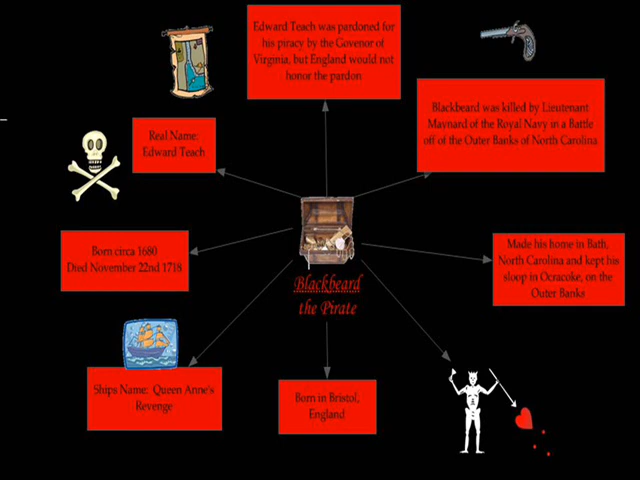 Edward Teach was pardoned for
his piracy by the Govenor of
Virginia, but England would not
honor the pardon
Blackbeard was killed by Lieutenant
Maynard of the Royal Navy in a Battle
off of the Outer Banks of North Carolina
Real Name:
Edward Teach
Born circa 1680
Died November 22nd 1718
Made his home in Bath,
North Carolina and kept his
sloop in Ocracoke, on the
Outer Banks
Blackbeard
the Pirate
Ships Name: Queen Anne's
Revenge
Born in Bristol,
England